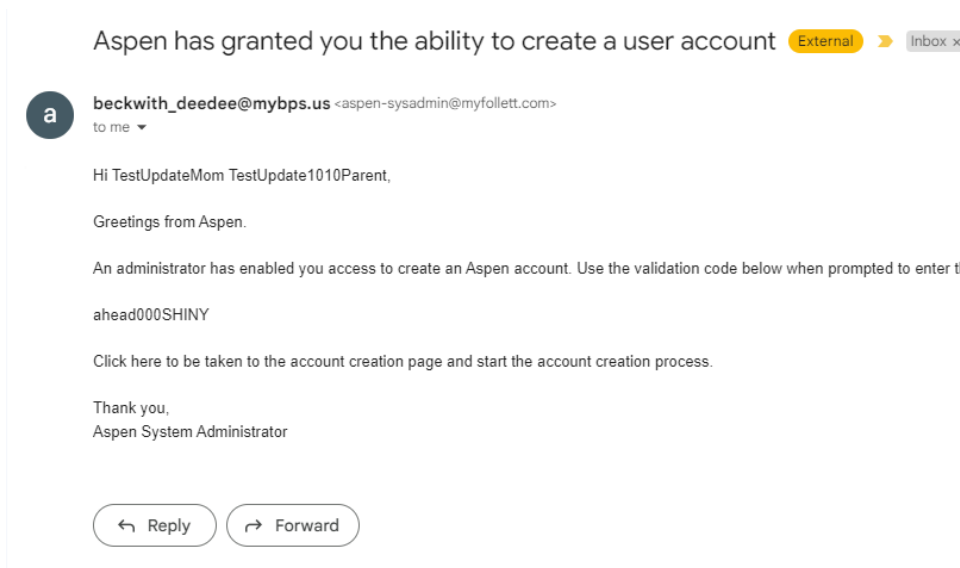 Aspen has granted you the ability to create a user account External Inbox x
a
beckwith_deedee@mybps.us <aspen-sysadmin@myfollett.com>
to me
Hi TestUpdateMom TestUpdate1010Parent,
Greetings from Aspen.
An administrator has enabled you access to create an Aspen account. Use the validation code below when prompted to enter
ahead000SHINY
Click here to be taken to the account creation page and start the account creation process.
Thank you,
Aspen System Administrator
Reply Forward